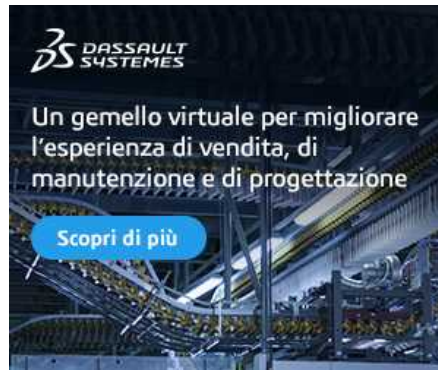 DASSAULT
SYSTEMES
Un gemello virtuale per migliorare
l'esperienza di vendita, di
manutenzione e di progettazione
Scopri di più